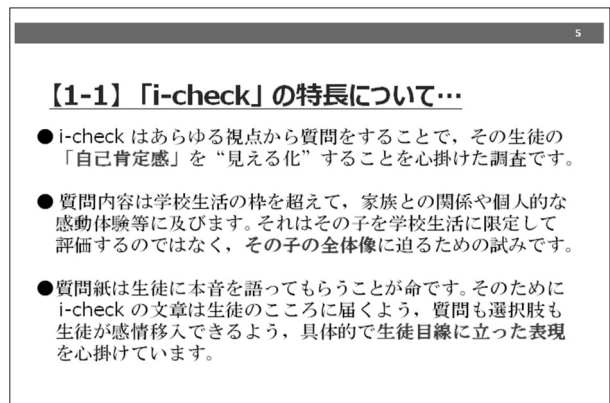 5
【1-1】「i-check」の特長について…
● i-check はあらゆる視点から質問をすることで，その生徒の
「自己肯定感」を“見える化”することを心掛けた調査です。
● 質問内容は学校生活の枠を超えて，家族との関係や個人的な
感動体験等に及びます。それはその子を学校生活に限定して
評価するのではなく，その子の全体像に迫るための試みです。
●質問紙は生徒に本音を語ってもらうことが命です。そのために
i-check の文章は生徒のこころに届くよう，質問も選択肢も
生徒が感情移入できるよう，具体的で生徒目線に立った表現
を心掛けています。